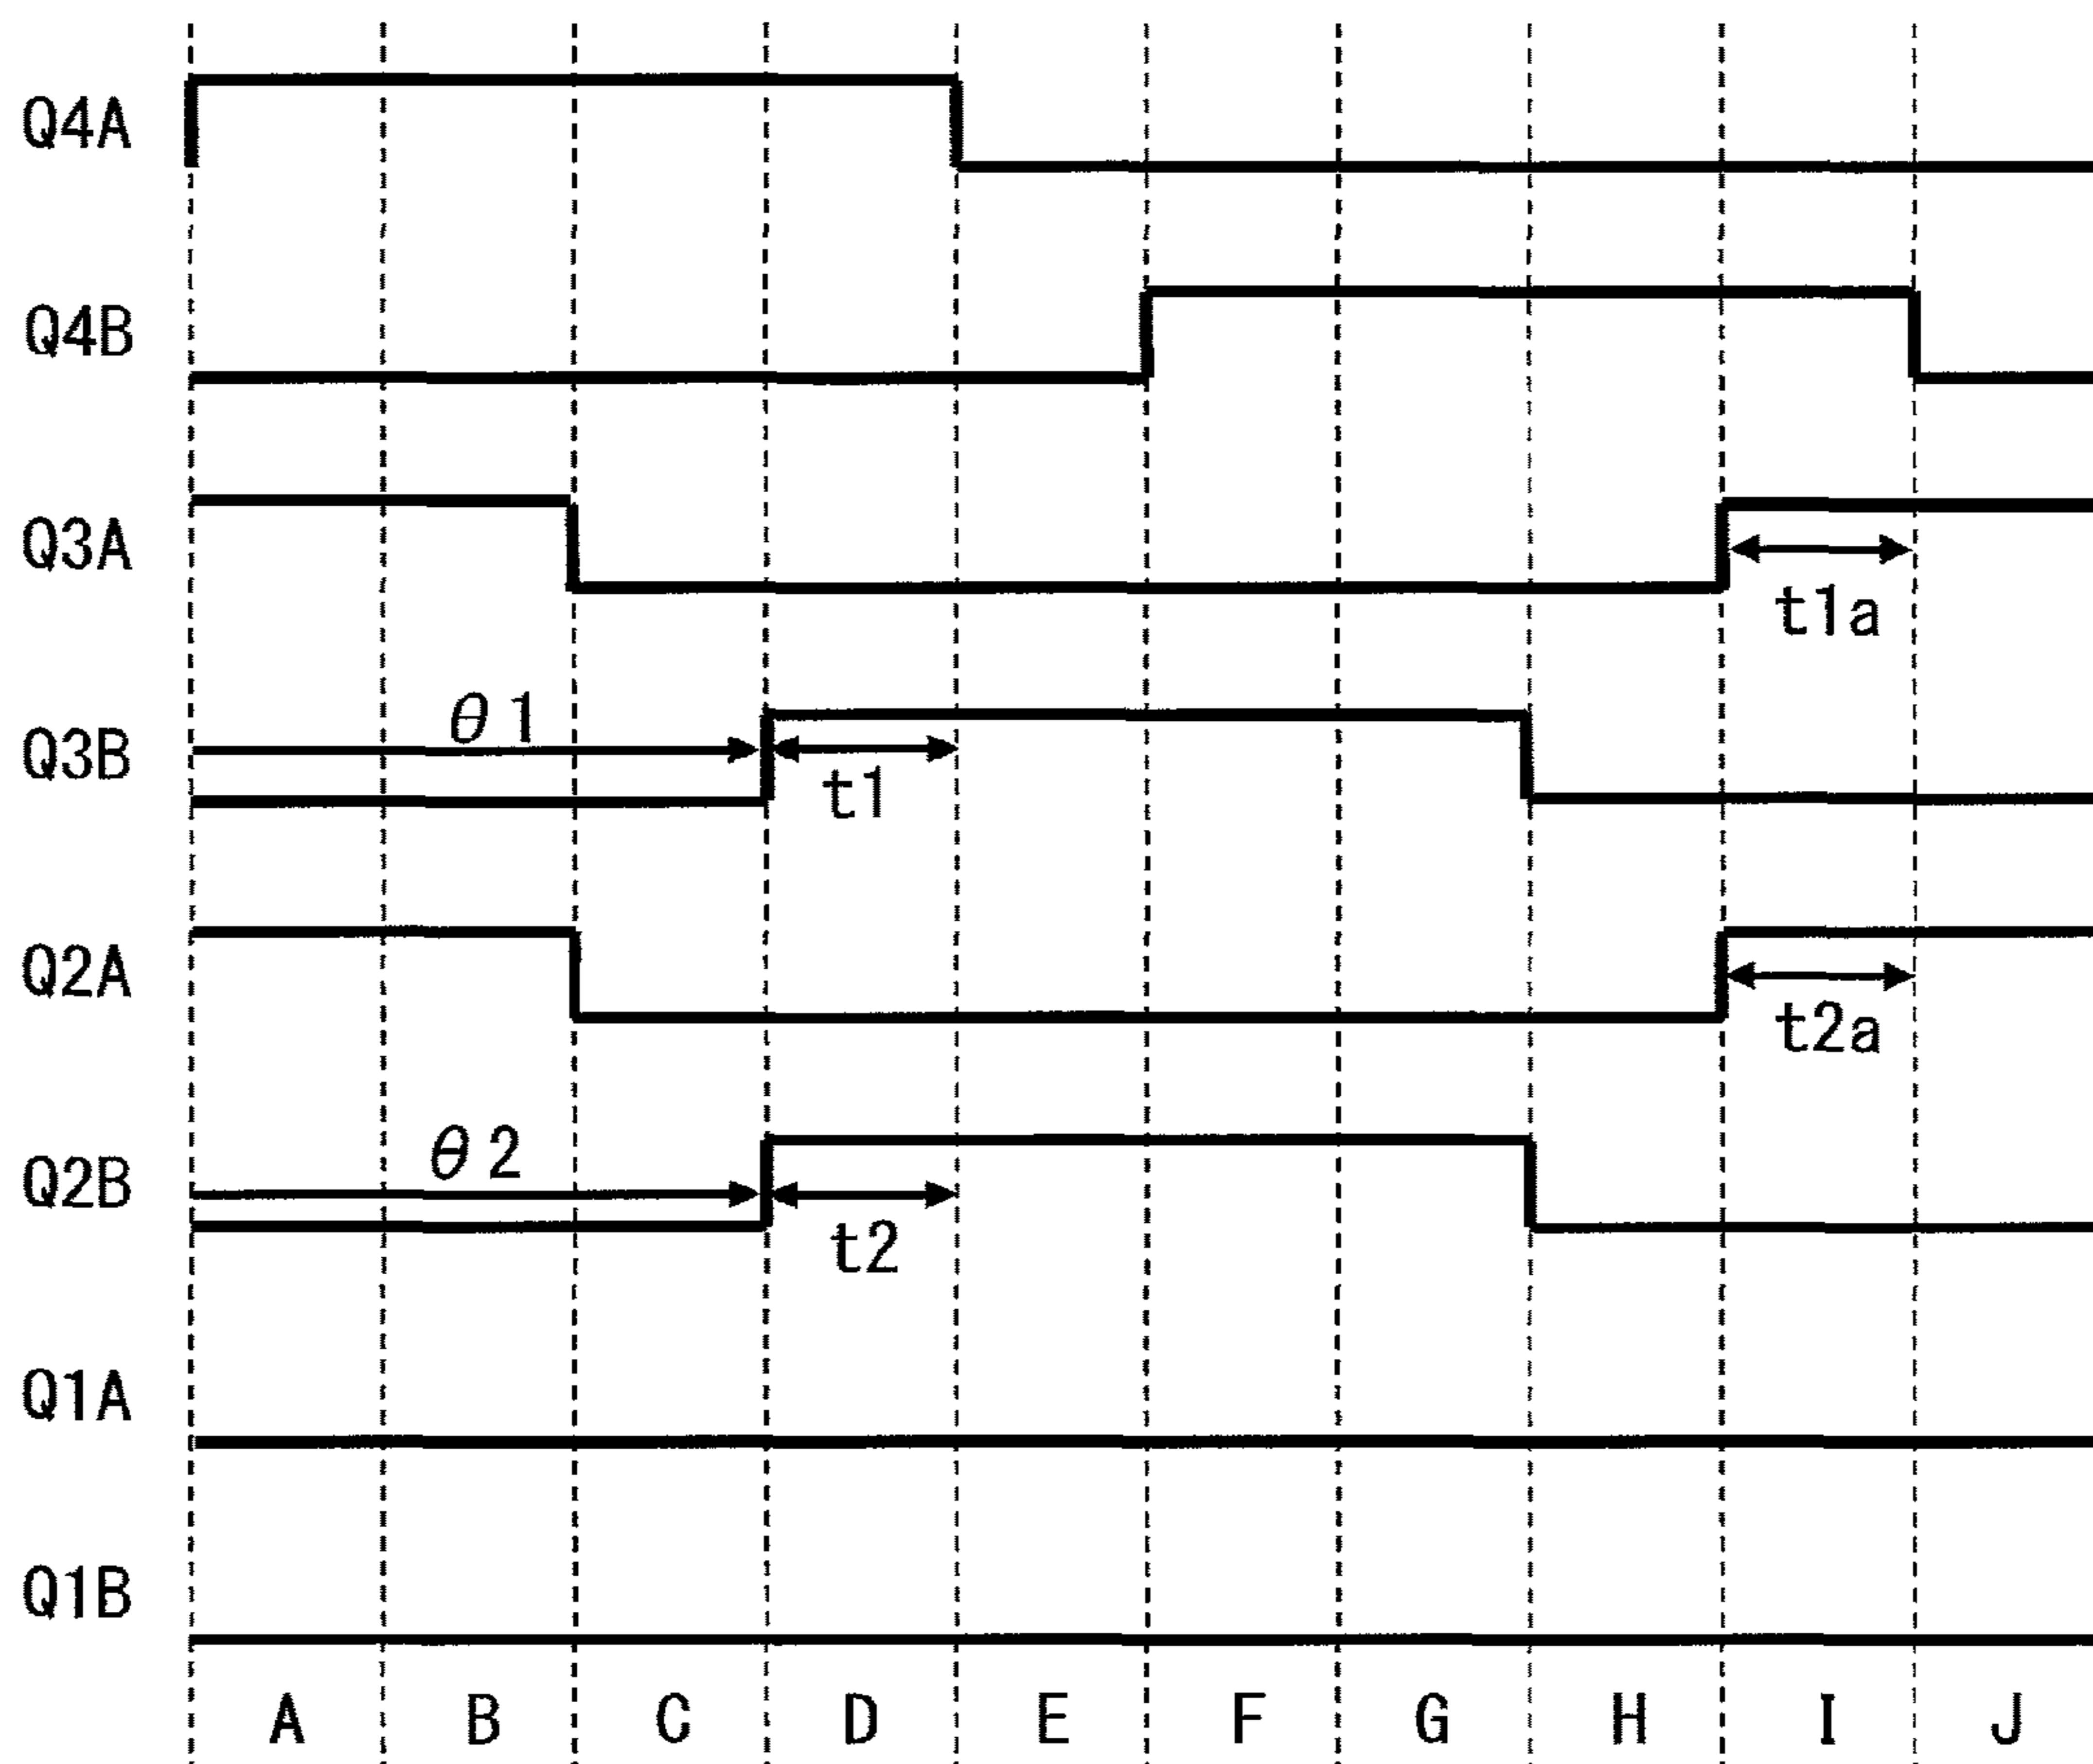 Q4A
Q4B
Q3A
t1a
θ1
Q3B
t1
Q2A
t2a
θ2
Q2B
t2
Q1A
Q1B
A B C D E F G H I J